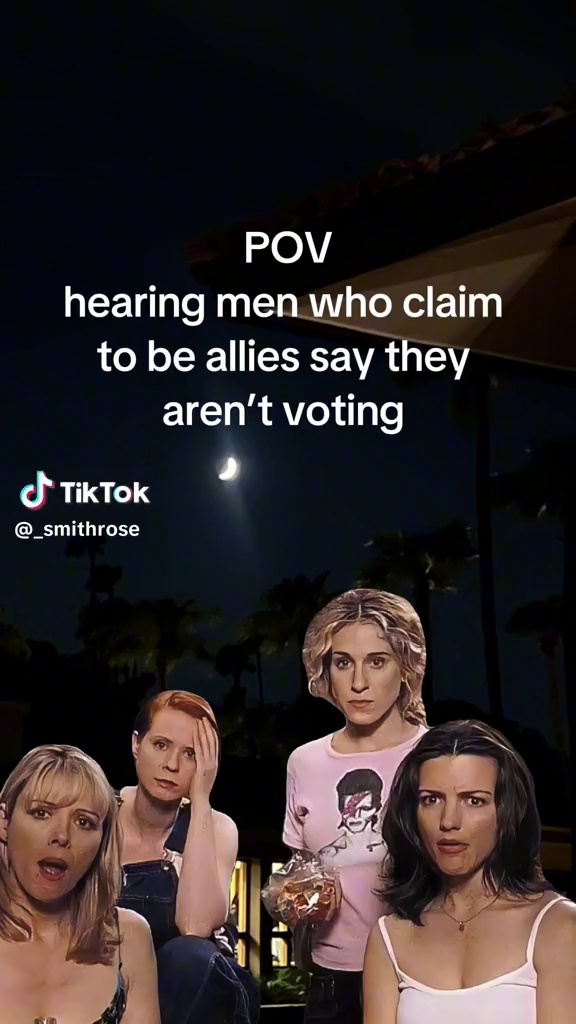 POV
hearing men who claim
to be allies say they
aren't voting
TikTok
@_smithrose